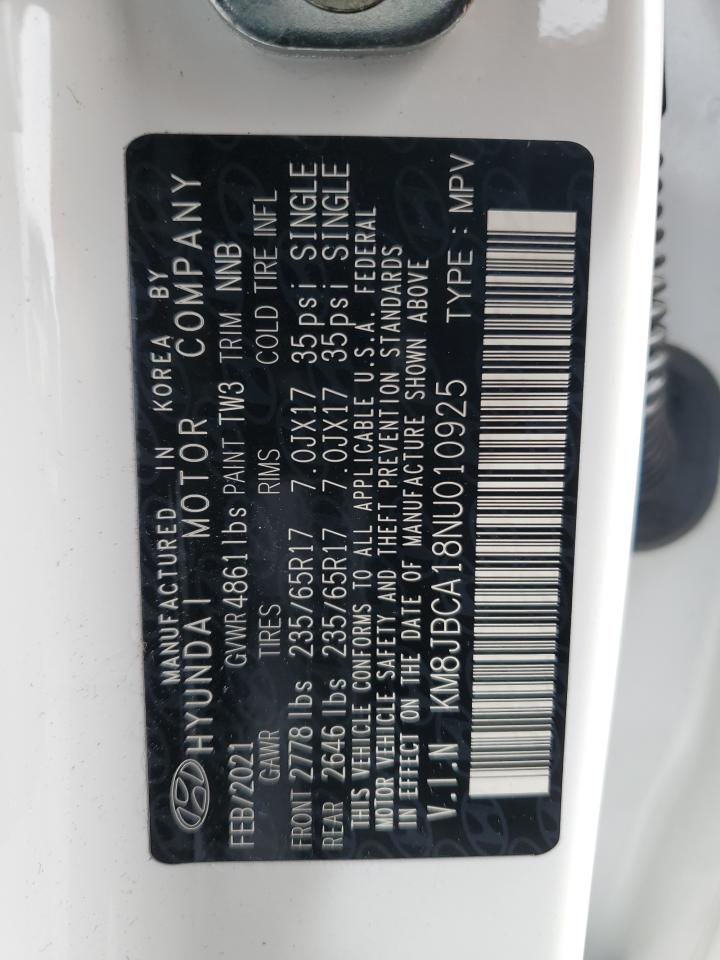 MANUFACTURED IN KOREA BY
HYUNDAI MOTOR COMPANY
FEB/2021 GVWR 4861lbs PAINT TW3 TRIM NNB
GAWR TIRES RIMS COLD TIRE INFL
FRONT 2778 lbs 235/65R17 7.0JX17 35psi SINGLE
REAR 2646 lbs 235/65R17 7.0JX17 35psi SINGLE
THIS VEHICLE CONFORMS TO ALL APPLICABLE U.S.A. FEDERAL
MOTOR VEHICLE SAFETY, AND THEFT PREVENTION STANDARDS
IN EFFECT ON THE DATE OF MANUFACTURE SHOWN ABOVE
V.I.N KM8JBCA18NU010925 TYPE : MPV